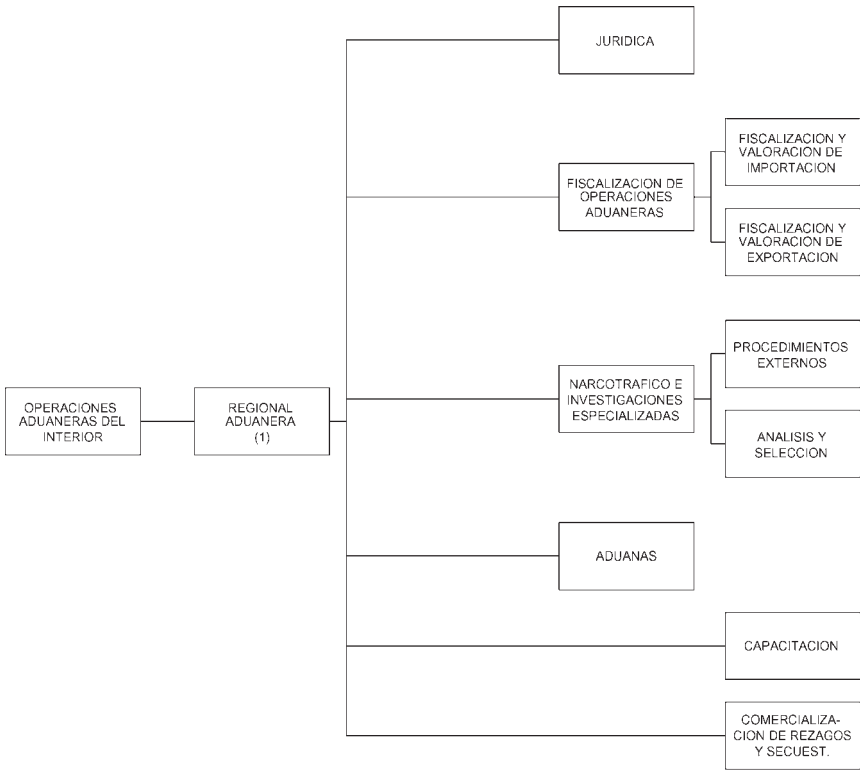 JURIDICA
FISCALIZACION DE
OPERACIONES
ADUANERAS
FISCALIZACION Y
VALORACION DE
IMPORTACION
FISCALIZACION Y
VALORACION DE
EXPORTACION
OPERACIONES
ADUANERAS DEL
INTERIOR
REGIONAL
ADUANERA
(1)
NARCOTRAFICO E
INVESTIGACIONES
ESPECIALIZADAS
PROCEDIMIENTOS
EXTERNOS
ANALISIS Y
SELECCION
ADUANAS
CAPACITACION
COMERCIALIZA-
CION DE REZAGOS
Y SECUEST.